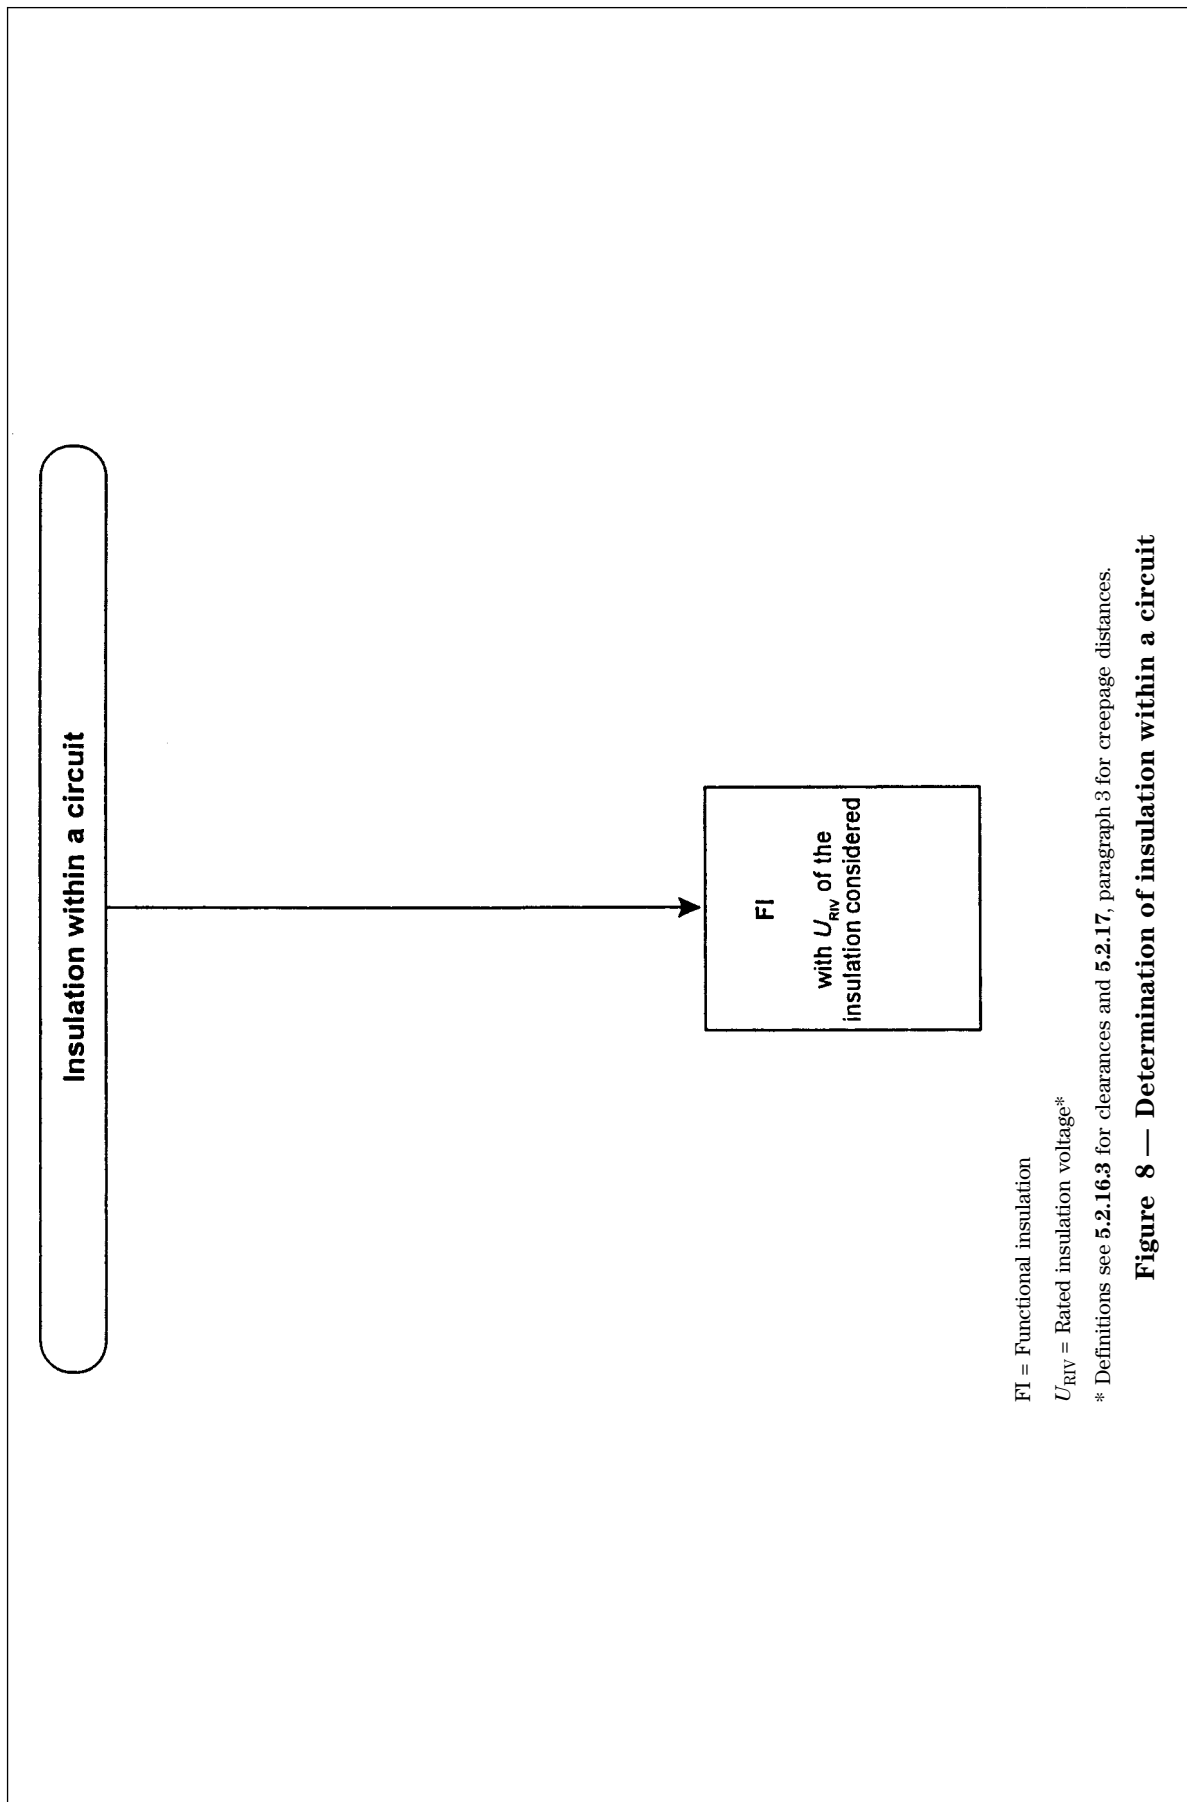 Insulation within a circuit
FI
with U_RIV of the
insulation considered
FI = Functional insulation
U_RIV = Rated insulation voltage*
* Definitions see 5.2.16.3 for clearances and 5.2.17, paragraph 3 for creepage distances.
Figure 8 — Determination of insulation within a circuit